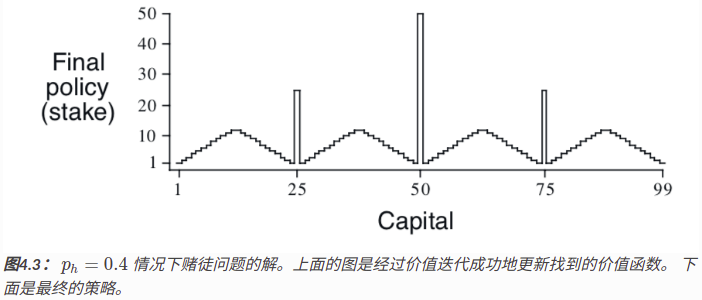 50
40
Final
30
policy
20
(stake)
10
1
1
25
50
75
99
Capital
图4.3： pₕ = 0.4 情况下赌徒问题的解。上面的图是经过价值迭代成功地更新找到的价值函数。 下
面是最终的策略。